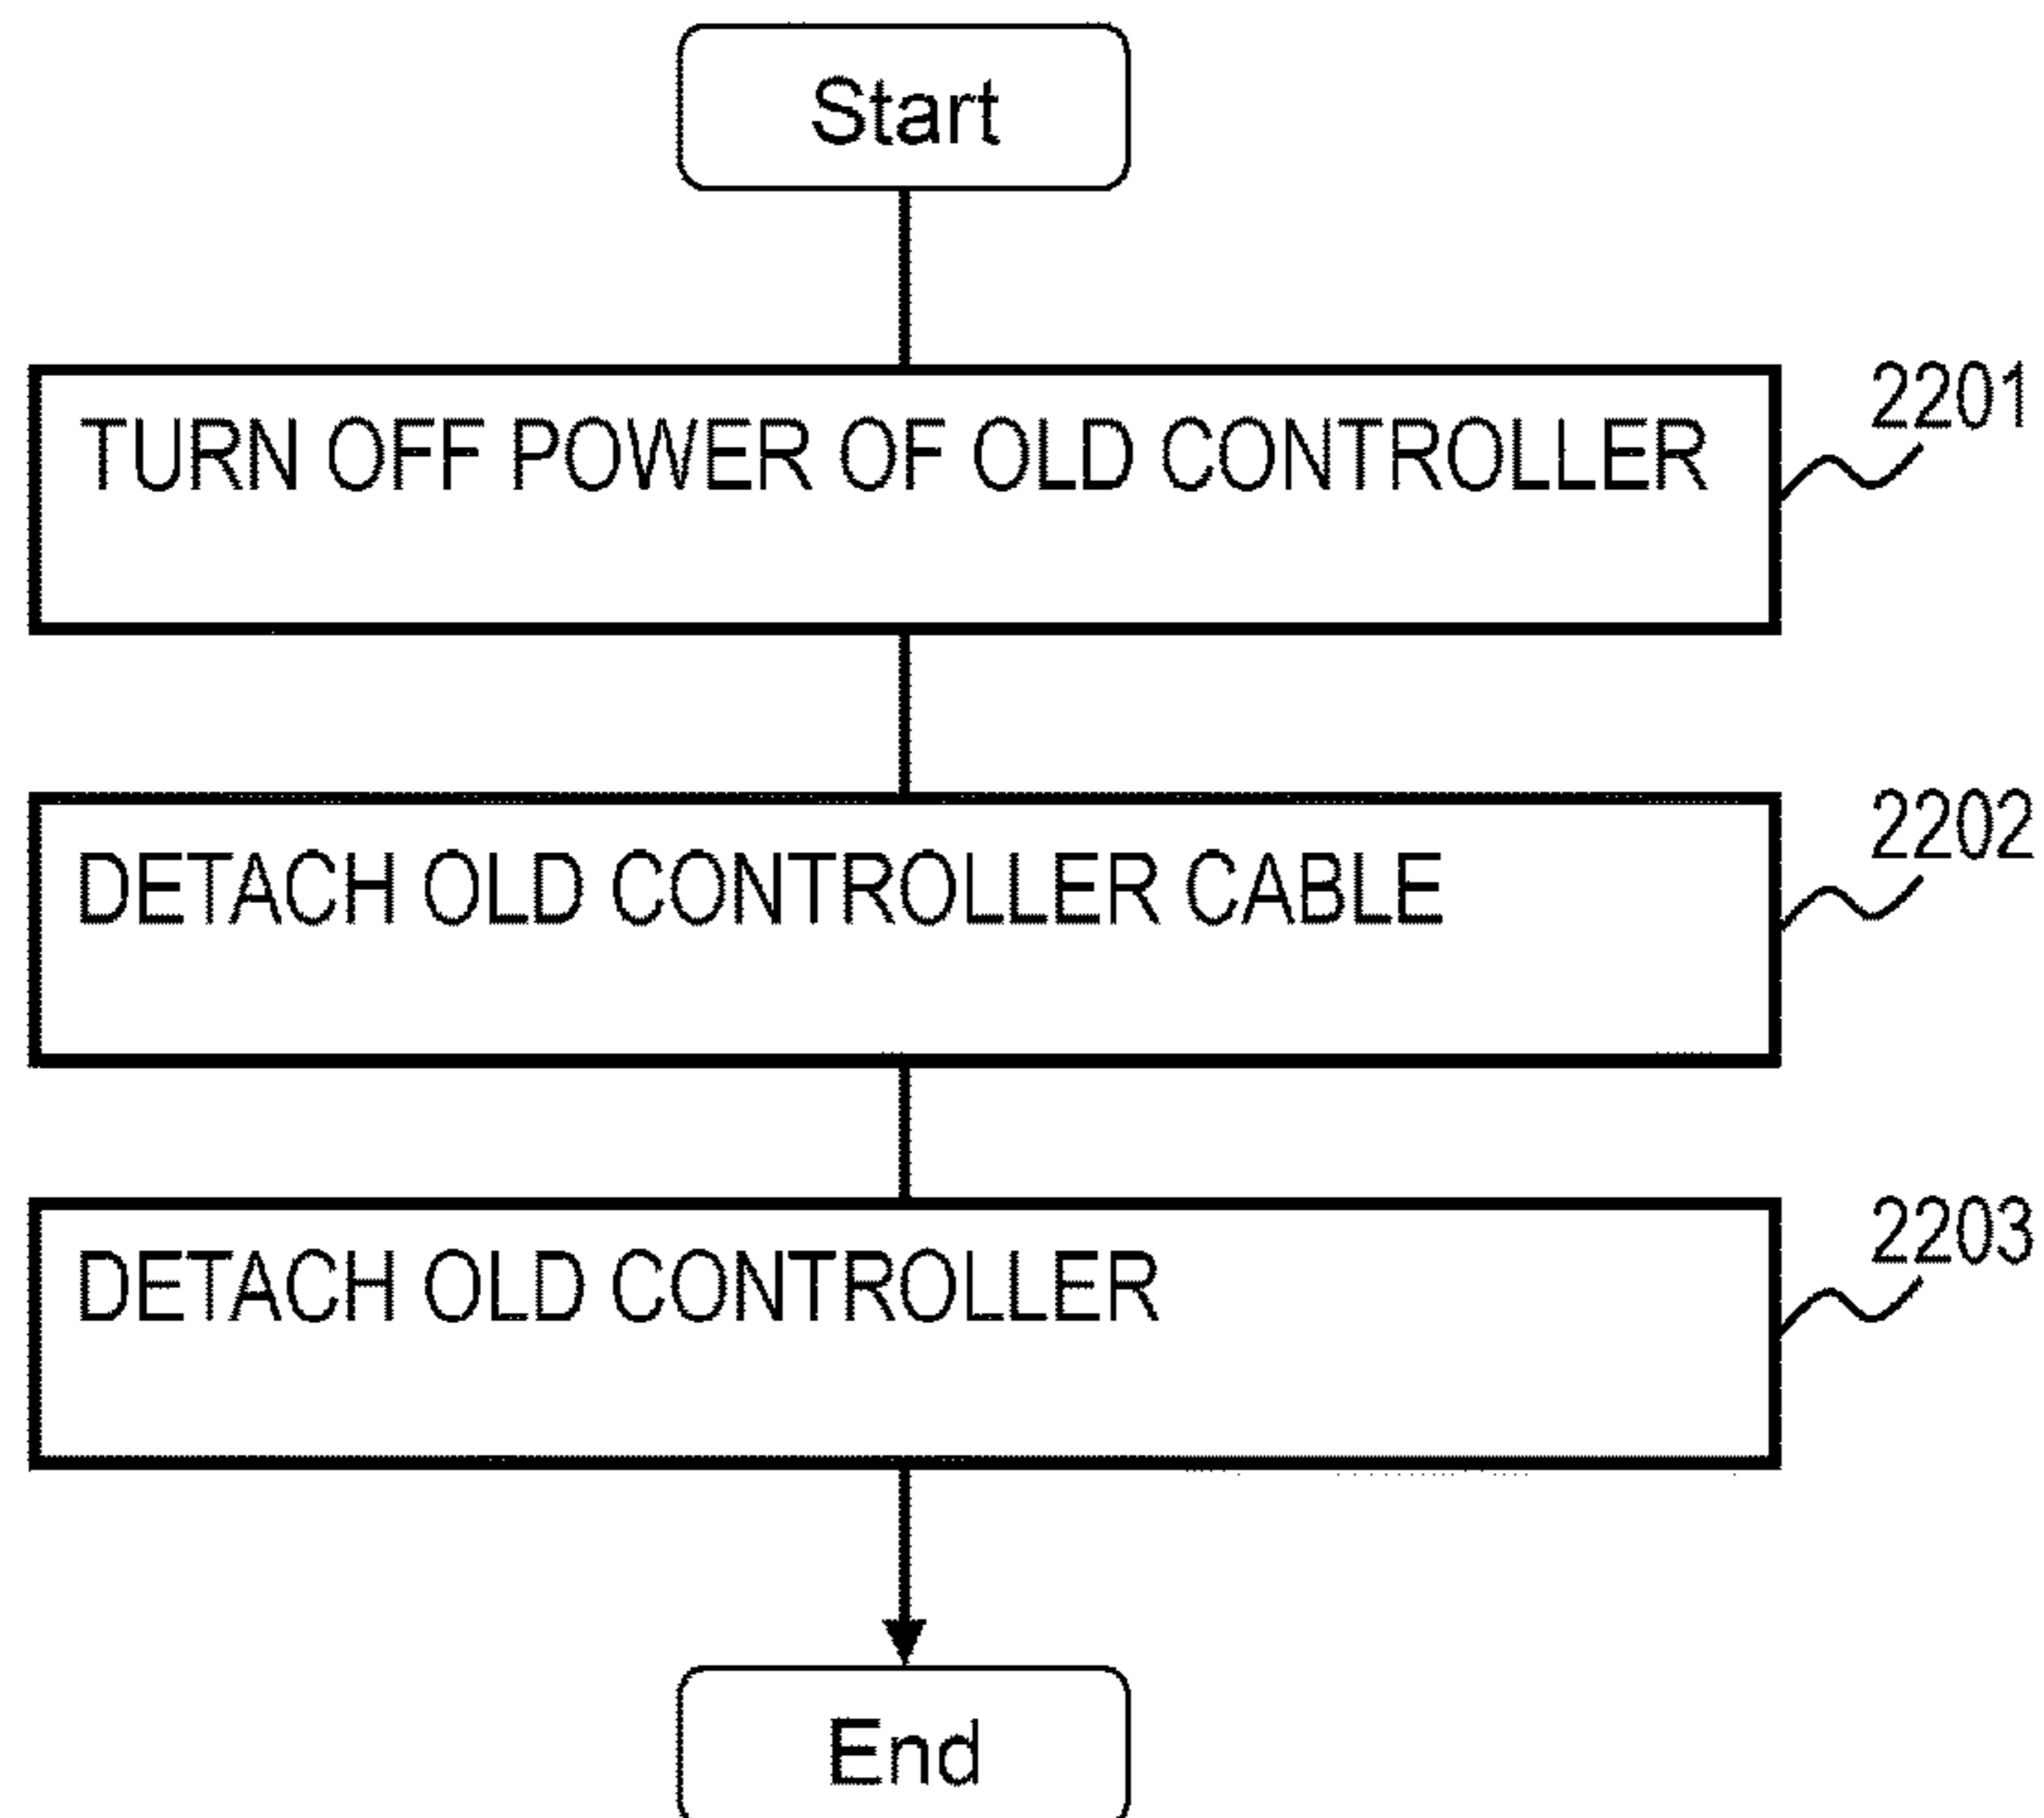 Start
TURN OFF POWER OF OLD CONTROLLER
2201
DETACH OLD CONTROLLER CABLE
2202
DETACH OLD CONTROLLER
2203
End